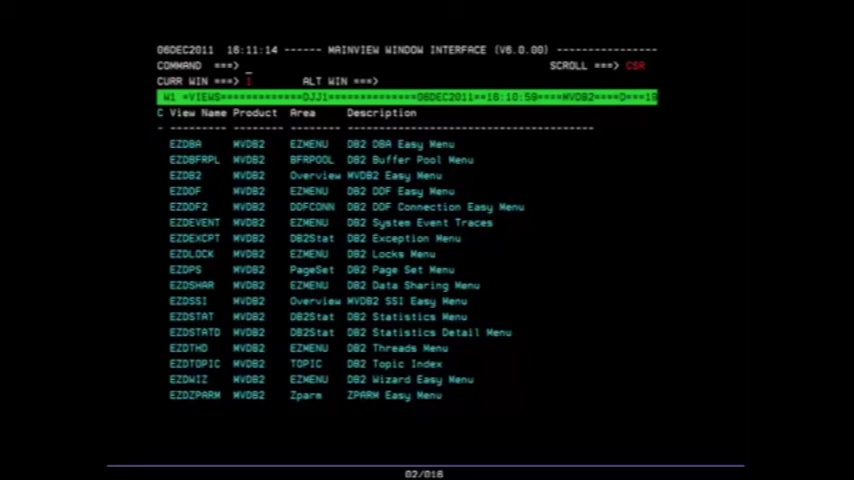 06DEC2011 16:11:14 ------ MAINVIEW WINDOW INTERFACE (V6.0.00) ----------------
COMMAND ===> _ SCROLL ===> CSR
CURR WIN ===> 1 ALT WIN ===>
W1 =VIEWS=============DJJ1==============06DEC2011==16:10:59====MVDB2====D===19
C View Name Product Area Description
- --------- -------- -------- ---------------------------------------
EZDBA MVDB2 EZMENU DB2 DBA Easy Menu
EZDBFRPL MVDB2 BFRPOOL DB2 Buffer Pool Menu
EZDB2 MVDB2 Overview MVDB2 Easy Menu
EZDDF MVDB2 EZMENU DB2 DDF Easy Menu
EZDDF2 MVDB2 DDFCONN DB2 DDF Connection Easy Menu
EZDEVENT MVDB2 EZMENU DB2 System Event Traces
EZDEXCPT MVDB2 DB2Stat DB2 Exception Menu
EZDLOCK MVDB2 EZMENU DB2 Locks Menu
EZDPS MVDB2 PageSet DB2 Page Set Menu
EZDSHAR MVDB2 EZMENU DB2 Data Sharing Menu
EZDSSI MVDB2 Overview MVDB2 SSI Easy Menu
EZDSTAT MVDB2 DB2Stat DB2 Statistics Menu
EZDSTATD MVDB2 DB2Stat DB2 Statistics Detail Menu
EZDTHD MVDB2 EZMENU DB2 Threads Menu
EZDTOPIC MVDB2 TOPIC DB2 Topic Index
EZDWIZ MVDB2 EZMENU DB2 Wizard Easy Menu
EZDZPARM MVDB2 Zparm ZPARM Easy Menu
02/016